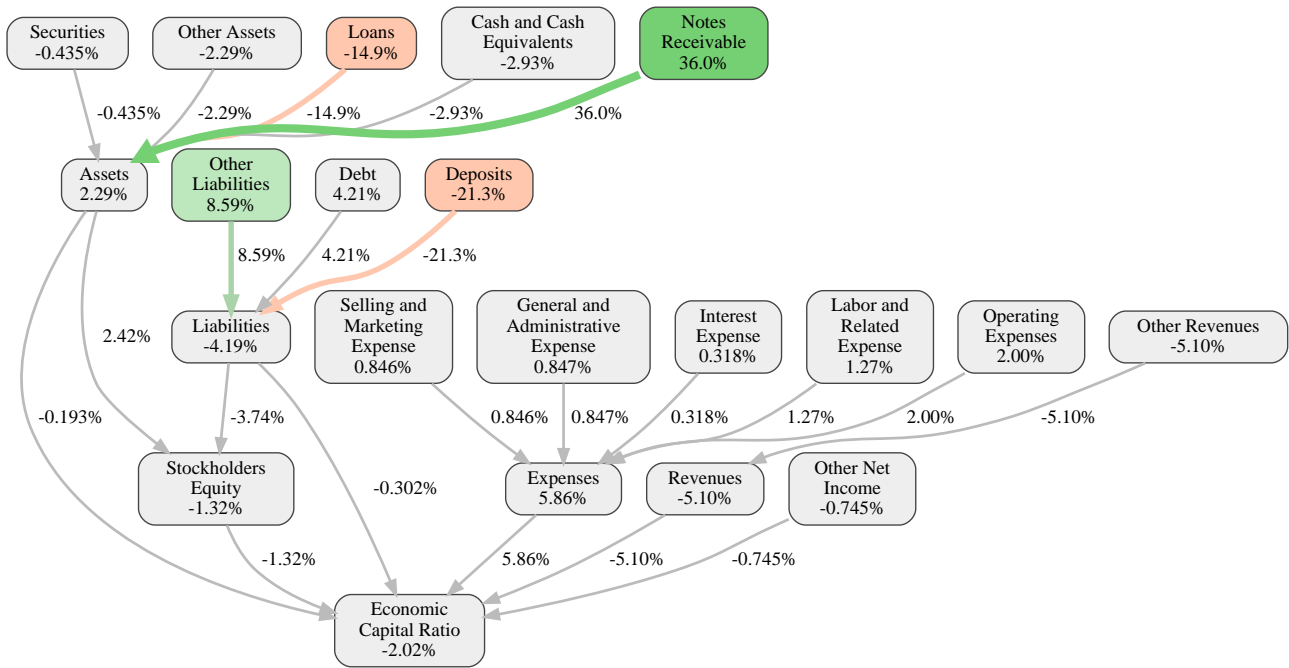 Securities
-0.435%
Other Assets
-2.29%
Loans
-14.9%
Cash and Cash
Equivalents
-2.93%
Notes
Receivable
36.0%
-0.435%
-2.29%
-14.9%
-2.93%
36.0%
Assets
2.29%
Other
Liabilities
8.59%
Debt
4.21%
Deposits
-21.3%
8.59%
4.21%
-21.3%
Liabilities
-4.19%
Selling and
Marketing
Expense
0.846%
General and
Administrative
Expense
0.847%
Interest
Expense
0.318%
Labor and
Related
Expense
1.27%
Operating
Expenses
2.00%
Other Revenues
-5.10%
2.42%
-0.193%
-3.74%
0.846%
0.847%
0.318%
1.27%
2.00%
-5.10%
Stockholders
Equity
-1.32%
-0.302%
Expenses
5.86%
Revenues
-5.10%
Other Net
Income
-0.745%
-1.32%
5.86%
-5.10%
-0.745%
Economic
Capital Ratio
-2.02%